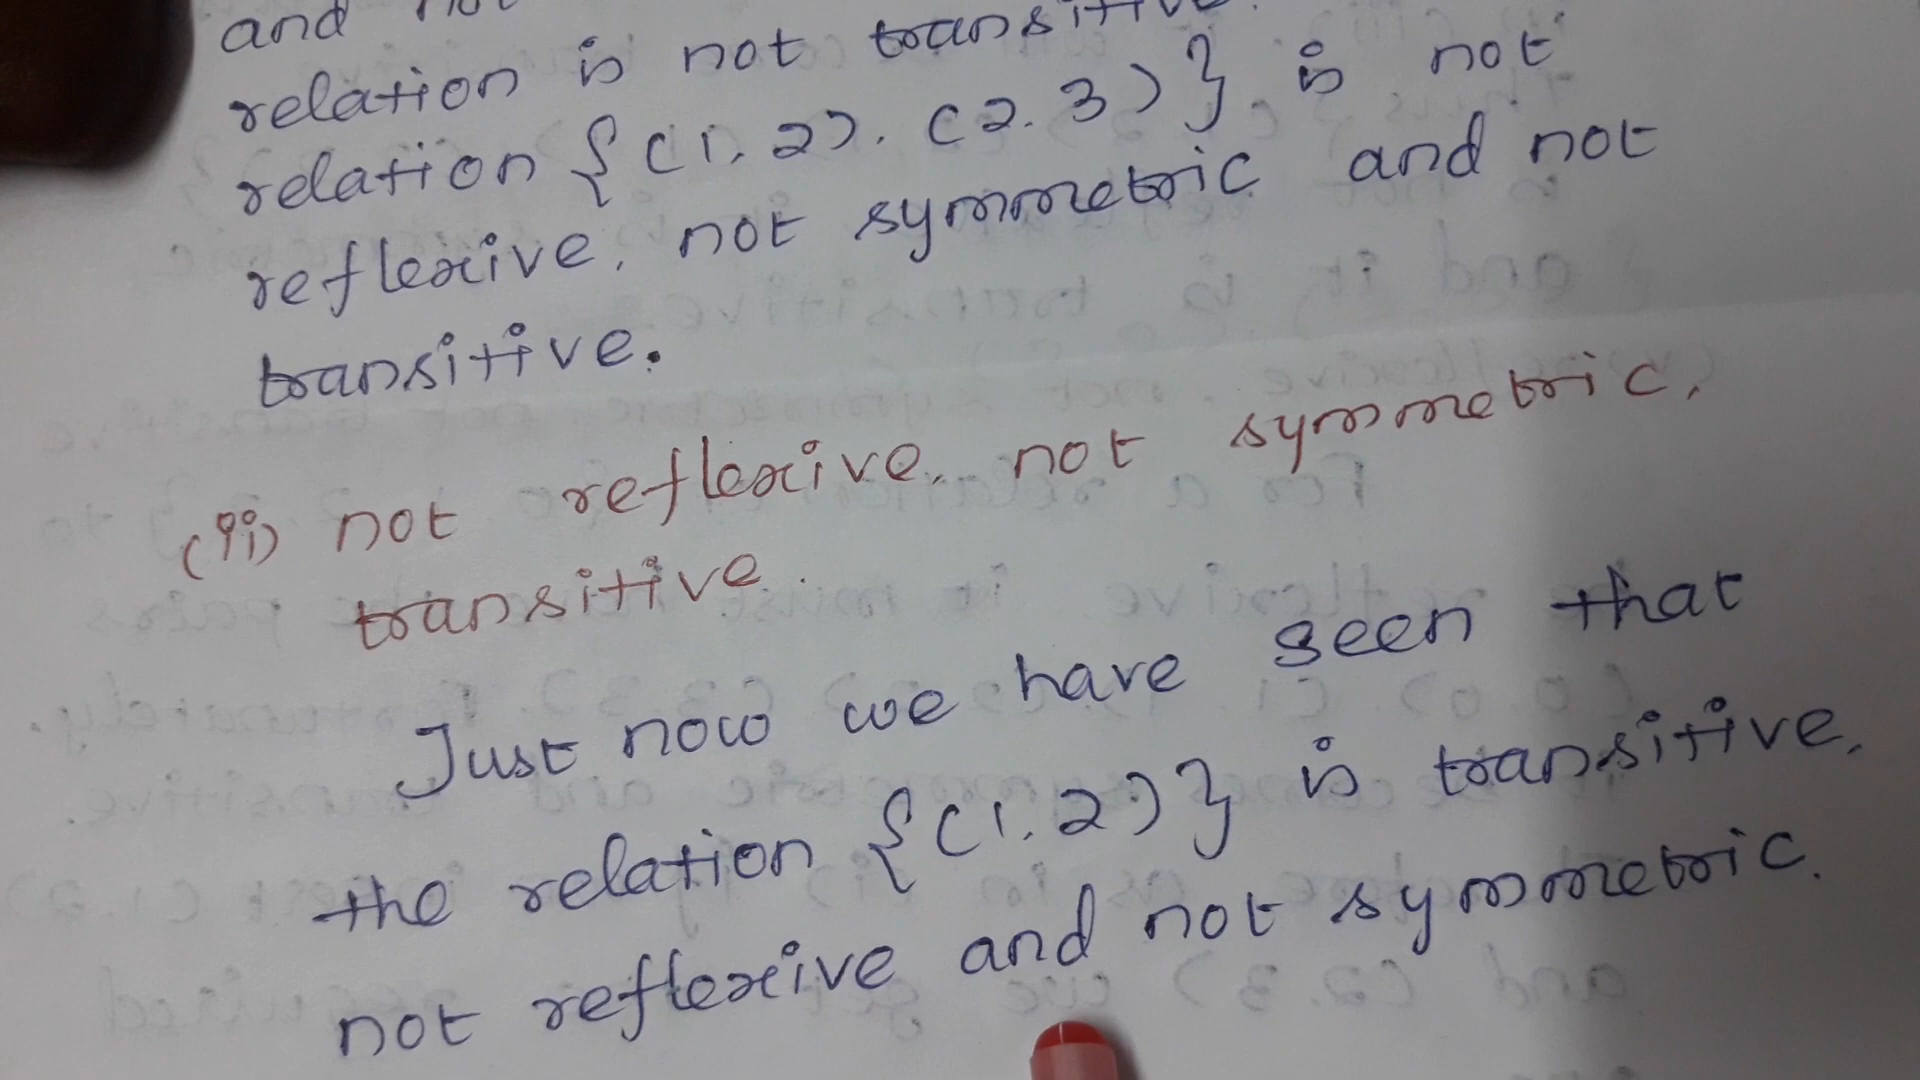 and not
relation is not transitive.
relation {(1, 2), (2, 3)} is not
reflexive, not symmetric and not
transitive.
(ii) not reflexive, not symmetric,
transitive.
Just now we have seen that
the relation {(1, 2)} is transitive,
not reflexive and not symmetric.